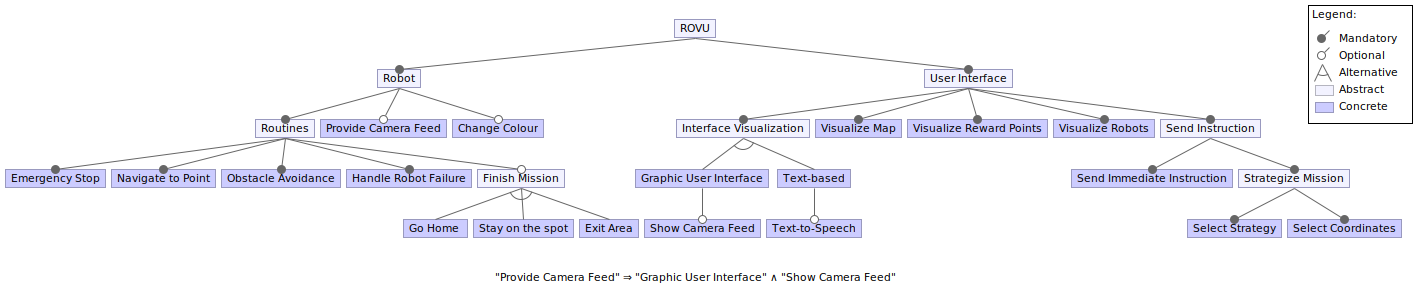 Legend:
Mandatory
Optional
Alternative
Abstract
Concrete
ROVU
Robot
User Interface
Routines
Provide Camera Feed
Change Colour
Interface Visualization
Visualize Map
Visualize Reward Points
Visualize Robots
Send Instruction
Emergency Stop
Navigate to Point
Obstacle Avoidance
Handle Robot Failure
Finish Mission
Graphic User Interface
Text-based
Send Immediate Instruction
Strategize Mission
Go Home
Stay on the spot
Exit Area
Show Camera Feed
Text-to-Speech
Select Strategy
Select Coordinates
"Provide Camera Feed" ⇒ "Graphic User Interface" ∧ "Show Camera Feed"